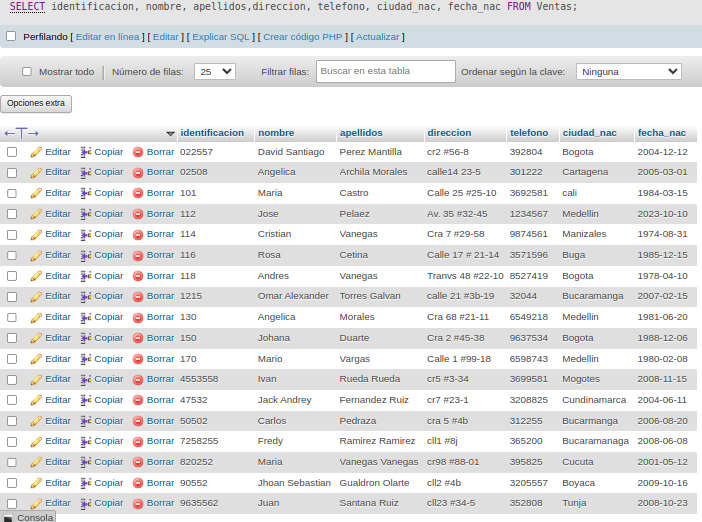 SELECT identificacion, nombre, apellidos,direccion, telefono, ciudad_nac, fecha_nac FROM Ventas;
Perfilando [ Editar en línea ] [ Editar ] [ Explicar SQL ] [ Crear código PHP ] [ Actualizar ]
Mostrar todo | Número de filas: 25 Filtrar filas: Buscar en esta tabla Ordenar según la clave: Ninguna
Opciones extra
←T→ identificacion nombre apellidos direccion telefono ciudad_nac fecha_nac
Editar Copiar Borrar 022557 David Santiago Perez Mantilla cr2 #56-8 392804 Bogota 2004-12-12
Editar Copiar Borrar 02508 Angelica Archila Morales calle14 23-5 301222 Cartagena 2005-03-01
Editar Copiar Borrar 101 Maria Castro Calle 25 #25-10 3692581 cali 1984-03-15
Editar Copiar Borrar 112 Jose Pelaez Av. 35 #32-45 1234567 Medellin 2023-10-10
Editar Copiar Borrar 114 Cristian Vanegas Cra 7 #29-58 9874561 Manizales 1974-08-31
Editar Copiar Borrar 116 Rosa Cetina Calle 17 # 21-14 3571596 Buga 1985-12-15
Editar Copiar Borrar 118 Andres Vanegas Tranvs 48 #22-10 8527419 Bogota 1978-04-10
Editar Copiar Borrar 1215 Omar Alexander Torres Galvan calle 21 #3b-19 32044 Bucaramanga 2007-02-15
Editar Copiar Borrar 130 Angelica Morales Cra 68 #21-11 6549218 Medellin 1981-06-20
Editar Copiar Borrar 150 Johana Duarte Cra 2 #45-38 9637534 Bogota 1988-12-06
Editar Copiar Borrar 170 Mario Vargas Calle 1 #99-18 6598743 Medellin 1980-02-08
Editar Copiar Borrar 4553558 Ivan Rueda Rueda cr5 #3-34 3699581 Mogotes 2008-11-15
Editar Copiar Borrar 47532 Jack Andrey Fernandez Ruiz cr7 #23-1 3208825 Cundinamarca 2004-06-11
Editar Copiar Borrar 50502 Carlos Pedraza cra 5 #4b 312255 Bucarmanga 2006-08-20
Editar Copiar Borrar 7258255 Fredy Ramirez Ramirez cll1 #8j 365200 Bucaramanaga 2008-06-08
Editar Copiar Borrar 820252 Maria Vanegas Vanegas cr98 #88-01 395825 Cucuta 2001-05-12
Editar Copiar Borrar 90552 Jhoan Sebastian Gualdron Olarte cll2 #4b 3205557 Boyaca 2009-10-16
Editar Copiar Borrar 9635562 Juan Santana Ruiz cll23 #34-5 352808 Tunja 2008-10-23
Consola